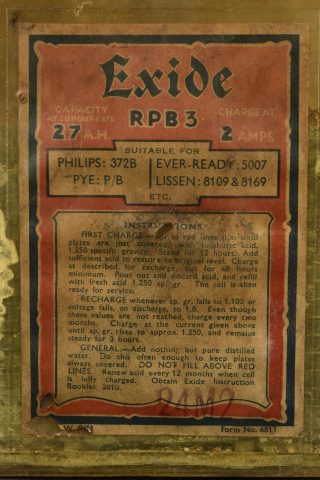 Exide
CAPACITY
AT 20 HOUR RATE
27 A.H.
RPB3
CHARGE AT
2 AMPS
SUITABLE FOR
PHILIPS: 372B
PYE: P/B
EVER-READY: 5007
LISSEN: 8109 & 8169
ETC.
INSTRUCTIONS
FIRST CHARGE to red lines (i.e. until
plates are just covered) with sulphuric acid,
1.250 specific gravity. Stand for 12 hours. Add
sufficient acid to restore to original level. Charge
as described for recharge, but for 48 hours
minimum. Pour out and discard acid, and refill
with fresh acid 1.250 sp. gr. The cell is then
ready for service.
RECHARGE whenever sp. gr. falls to 1.100 or
voltage falls, on discharge, to 1.8. Even though
these values are not reached, charge every two
months. Charge at the current given above
until sp. gr. rises to approx. 1.250, and remains
steady for 3 hours.
GENERAL.—Add nothing but pure distilled
water. Do this often enough to keep plates
always covered. DO NOT FILL ABOVE RED
LINES. Renew acid every 12 months when cell
is fully charged. Obtain Exide Instruction
Booklet 2010.
24M2
Form No. 6811